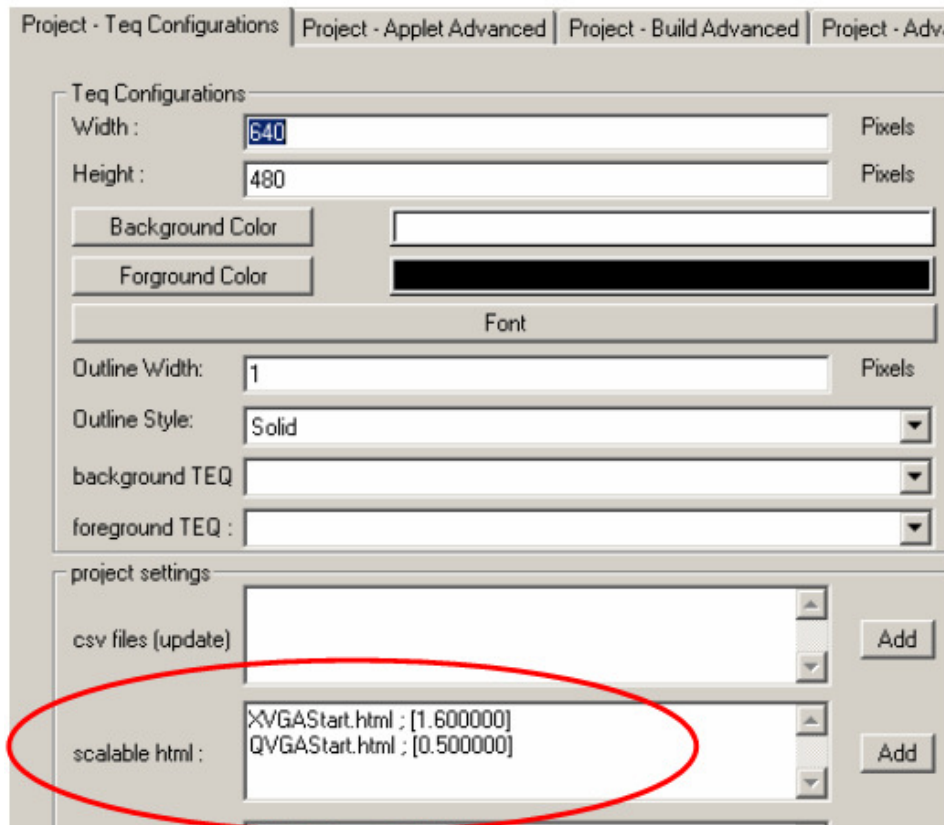 Project - Teq Configurations
Project - Applet Advanced
Project - Build Advanced
Project - Adv
Teq Configurations
Width :
640
Pixels
Height :
480
Pixels
Background Color
Forground Color
Font
Outline Width:
1
Pixels
Outline Style:
Solid
background TEQ
foreground TEQ :
project settings
csv files (update)
Add
scalable html :
XVGAStart.html ; [1.600000]
QVGAStart.html ; [0.500000]
Add